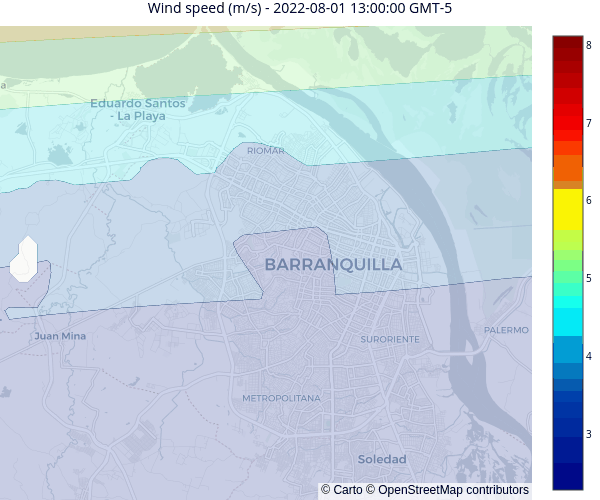 Wind speed (m/s) - 2022-08-01 13:00:00 GMT-5
8
7
6
5
4
3
a
Eduardo Santos
- La Playa
RIOMAR
BARRANQUILLA
Juan Mina
PALERMO
SURORIENTE
METROPOLITANA
Soledad
© Carto © OpenStreetMap contributors